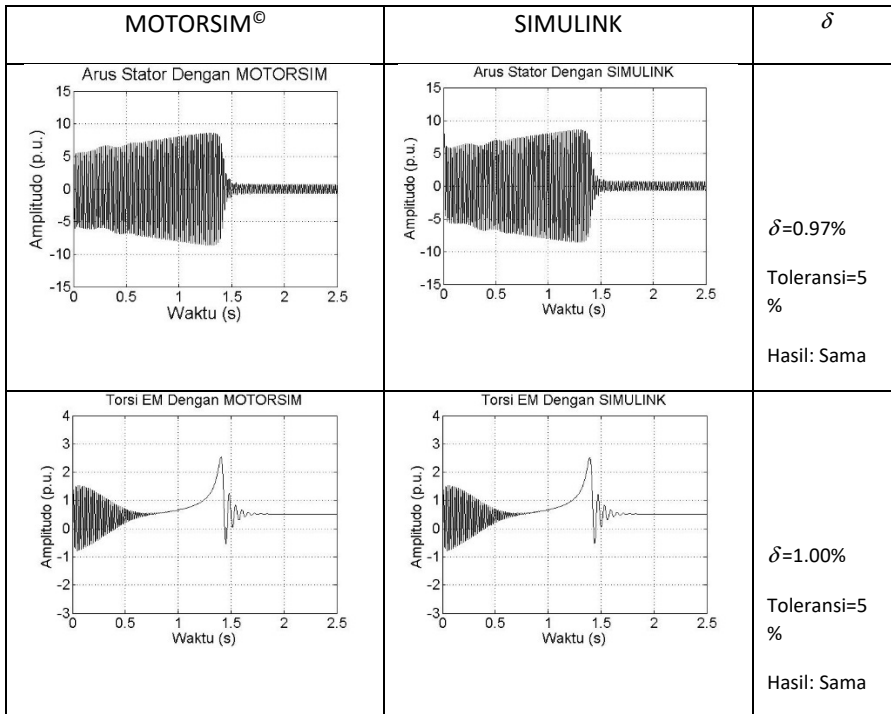 MOTORSIM© SIMULINK δ
Arus Stator Dengan MOTORSIM
15
10
5
0
-5
-10
-15
Amplitudo (p.u.)
0 0.5 1 1.5 2 2.5
Waktu (s)
Arus Stator Dengan SIMULINK
15
10
5
0
-5
-10
-15
Amplitudo (p.u.)
0 0.5 1 1.5 2 2.5
Waktu (s)
δ=0.97%
Toleransi=5
%
Hasil: Sama
Torsi EM Dengan MOTORSIM
4
3
2
1
0
-1
-2
-3
Amplitudo (p.u.)
0 0.5 1 1.5 2 2.5
Waktu (s)
Torsi EM Dengan SIMULINK
4
3
2
1
0
-1
-2
-3
Amplitudo (p.u.)
0 0.5 1 1.5 2 2.5
Waktu (s)
δ=1.00%
Toleransi=5
%
Hasil: Sama